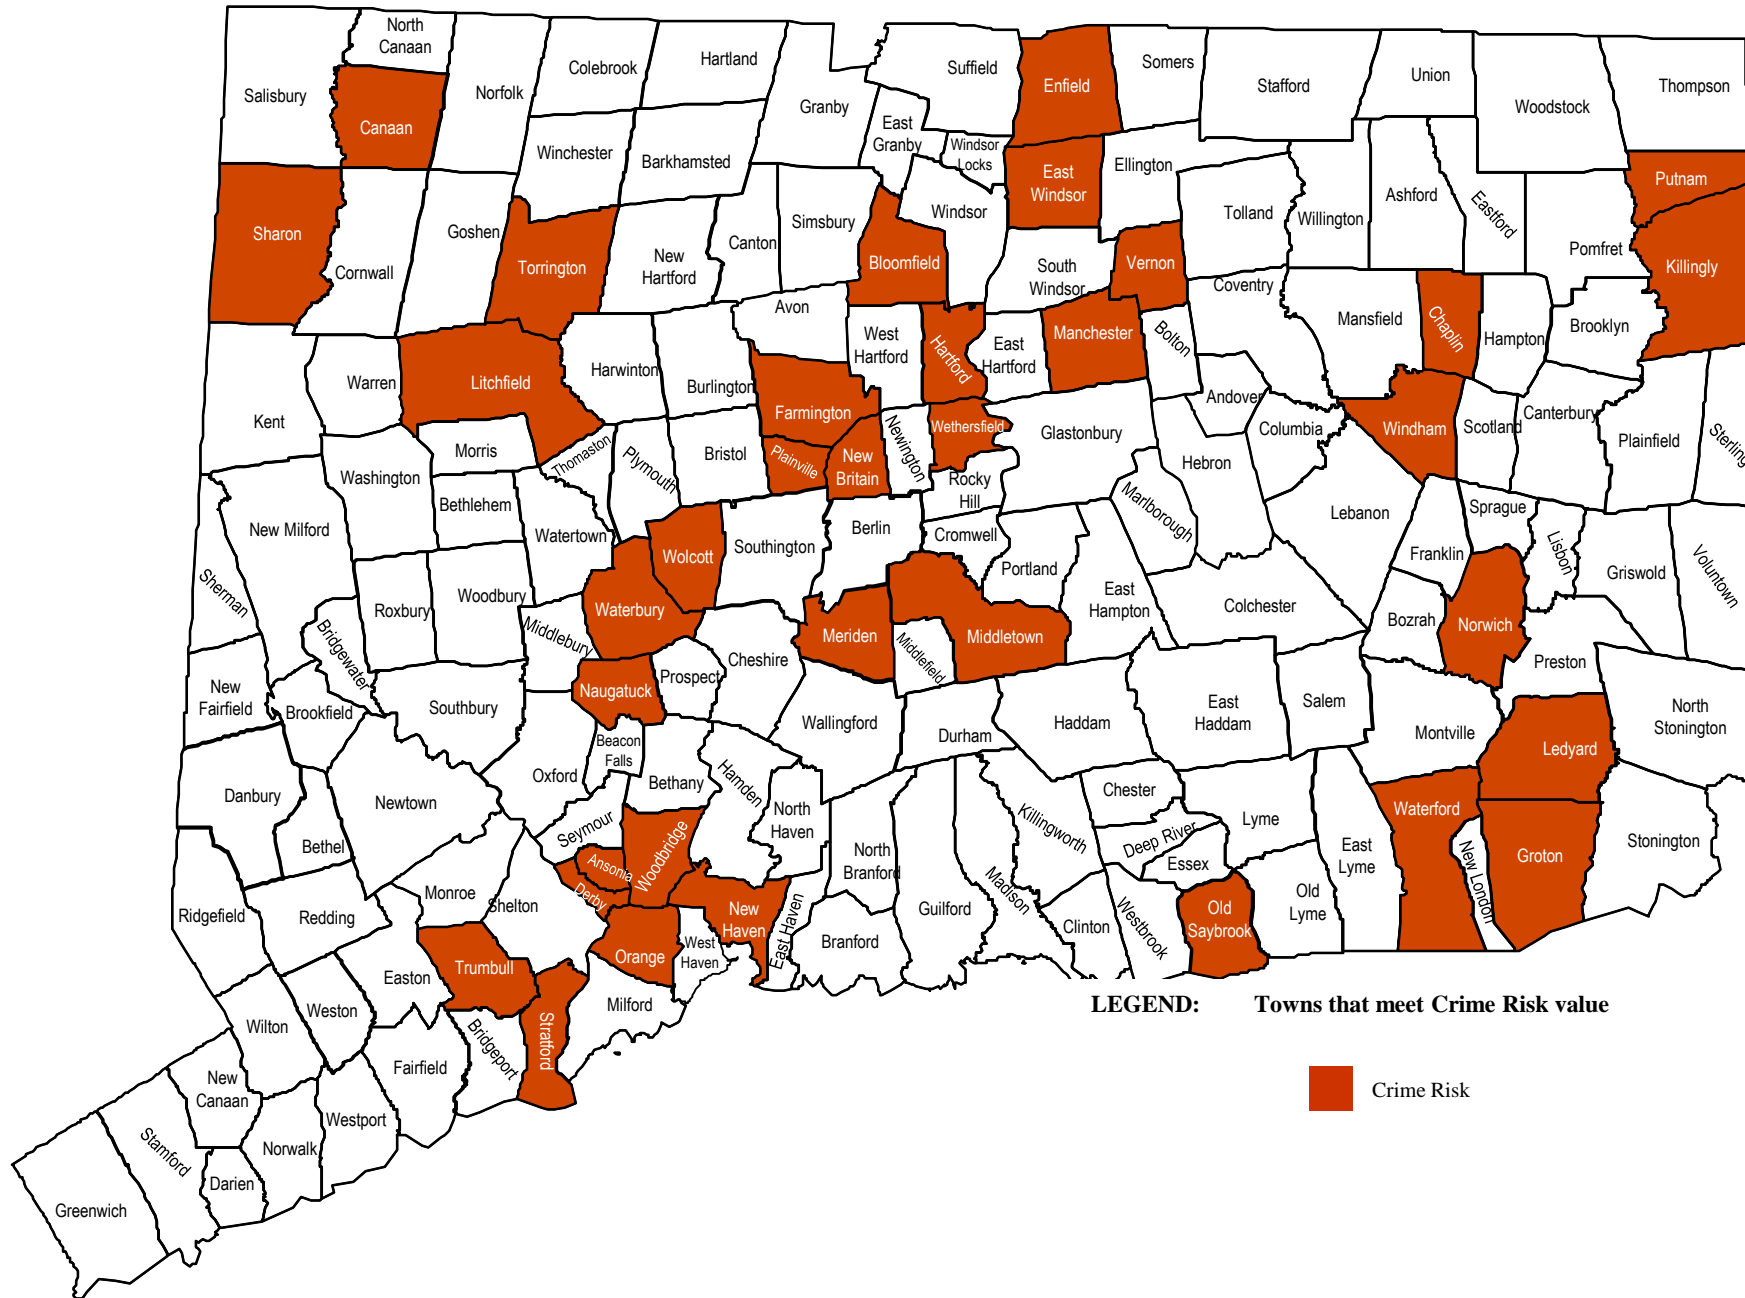 North
Canaan
Colebrook
Hartland
Suffield
Enfield
Somers
Stafford
Union
Woodstock
Thompson
Salisbury
Canaan
Norfolk
Granby
East
Granby
Windsor
Locks
Winchester
Barkhamsted
East
Windsor
Ellington
Putnam
Sharon
Cornwall
Goshen
Torrington
New
Hartford
Canton
Simsbury
Bloomfield
Windsor
South
Windsor
Vernon
Tolland
Willington
Ashford
Eastford
Pomfret
Killingly
Coventry
Avon
West
Hartford
Hartford
East
Hartford
Manchester
Bolton
Mansfield
Chaplin
Hampton
Brooklyn
Kent
Warren
Litchfield
Harwinton
Burlington
Farmington
Andover
Wethersfield
Newington
Glastonbury
Columbia
Windham
Scotland
Canterbury
Plainfield
Sterling
Morris
Thomaston
Plymouth
Bristol
Plainville
New
Britain
Rocky
Hill
Hebron
Marlborough
Washington
Bethlehem
Watertown
Wolcott
Southington
Berlin
Cromwell
Portland
East
Hampton
Lebanon
Sprague
Franklin
Lisbon
Griswold
Voluntown
New Milford
Sherman
Roxbury
Woodbury
Waterbury
Middlebury
Bridgewater
Cheshire
Meriden
Middlefield
Middletown
Colchester
Bozrah
Norwich
Preston
New
Fairfield
Brookfield
Southbury
Naugatuck
Prospect
Wallingford
Durham
Haddam
East
Haddam
Salem
Montville
Ledyard
North
Stonington
Danbury
Newtown
Oxford
Beacon
Falls
Bethany
Hamden
North
Haven
Chester
Deep River
Killingworth
Lyme
Waterford
Bethel
Seymour
Ansonia
Derby
Woodbridge
North
Branford
Essex
East
Lyme
New London
Groton
Stonington
Ridgefield
Redding
Monroe
Shelton
New
Haven
East Haven
Branford
Guilford
Madison
Clinton
Westbrook
Old
Saybrook
Old
Lyme
Orange
West
Haven
Easton
Trumbull
Milford
Weston
Wilton
Bridgeport
Stratford
LEGEND: Towns that meet Crime Risk value
Crime Risk
Fairfield
New
Canaan
Westport
Norwalk
Stamford
Darien
Greenwich